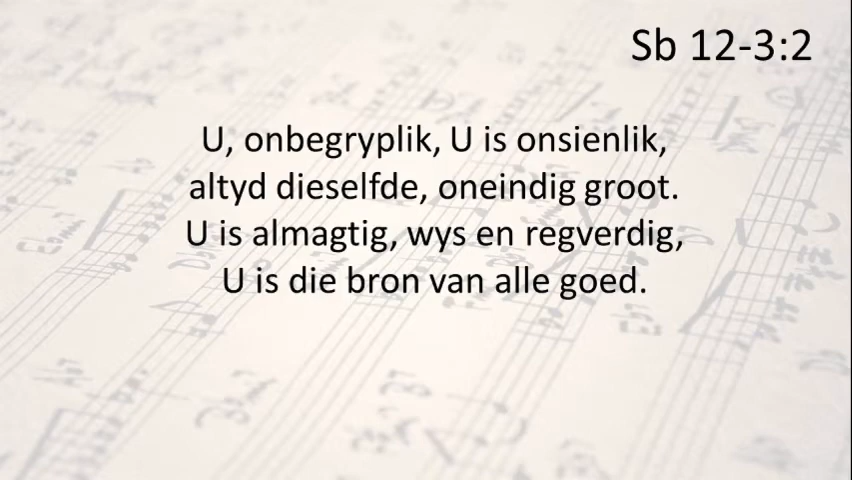 Sb 12-3:2
U, onbegryplik, U is onsienlik,
altyd dieselfde, oneindig groot.
U is almagtig, wys en regverdig,
U is die bron van alle goed.